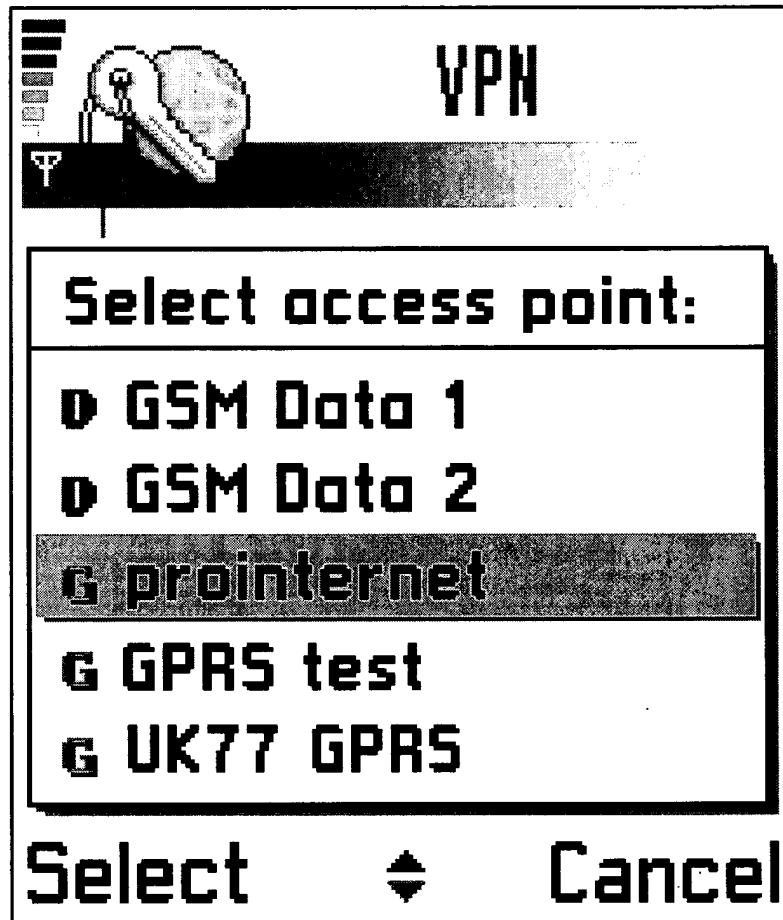 VPN
Select access point:
D GSM Data 1
D GSM Data 2
G prointernet
G GPRS test
G UK77 GPRS
Select Cancel